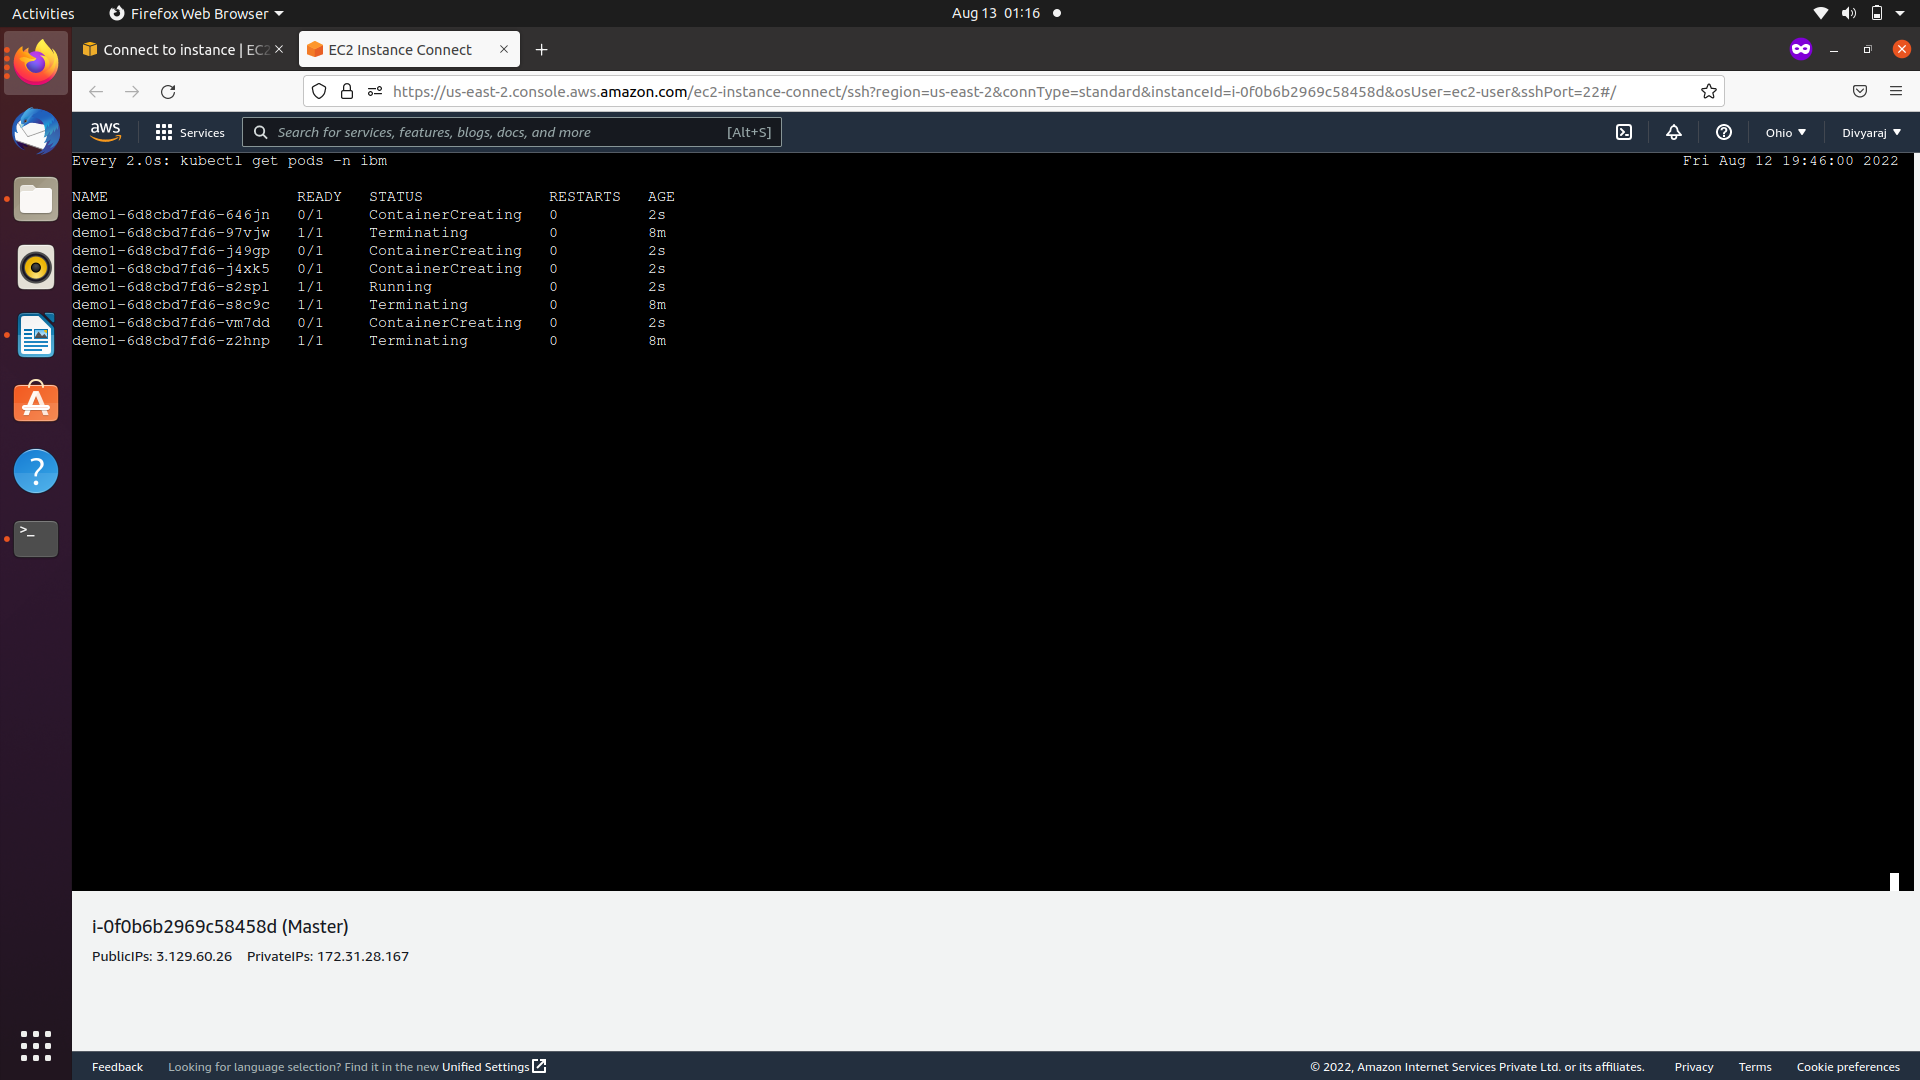 Activities Firefox Web Browser Aug 13 01:16
Connect to instance | EC2 EC2 Instance Connect
https://us-east-2.console.aws.amazon.com/ec2-instance-connect/ssh?region=us-east-2&connType=standard&instanceId=i-0f0b6b2969c58458d&osUser=ec2-user&sshPort=22#/
aws Services Search for services, features, blogs, docs, and more [Alt+S] Ohio Divyaraj
Every 2.0s: kubectl get pods -n ibm Fri Aug 12 19:46:00 2022
NAME READY STATUS RESTARTS AGE
demo1-6d8cbd7fd6-646jn 0/1 ContainerCreating 0 2s
demo1-6d8cbd7fd6-97vjw 1/1 Terminating 0 8m
demo1-6d8cbd7fd6-j49gp 0/1 ContainerCreating 0 2s
demo1-6d8cbd7fd6-j4xk5 0/1 ContainerCreating 0 2s
demo1-6d8cbd7fd6-s2spl 1/1 Running 0 2s
demo1-6d8cbd7fd6-s8c9c 1/1 Terminating 0 8m
demo1-6d8cbd7fd6-vm7dd 0/1 ContainerCreating 0 2s
demo1-6d8cbd7fd6-z2hnp 1/1 Terminating 0 8m
i-0f0b6b2969c58458d (Master)
PublicIPs: 3.129.60.26 PrivateIPs: 172.31.28.167
Feedback Looking for language selection? Find it in the new Unified Settings © 2022, Amazon Internet Services Private Ltd. or its affiliates. Privacy Terms Cookie preferences